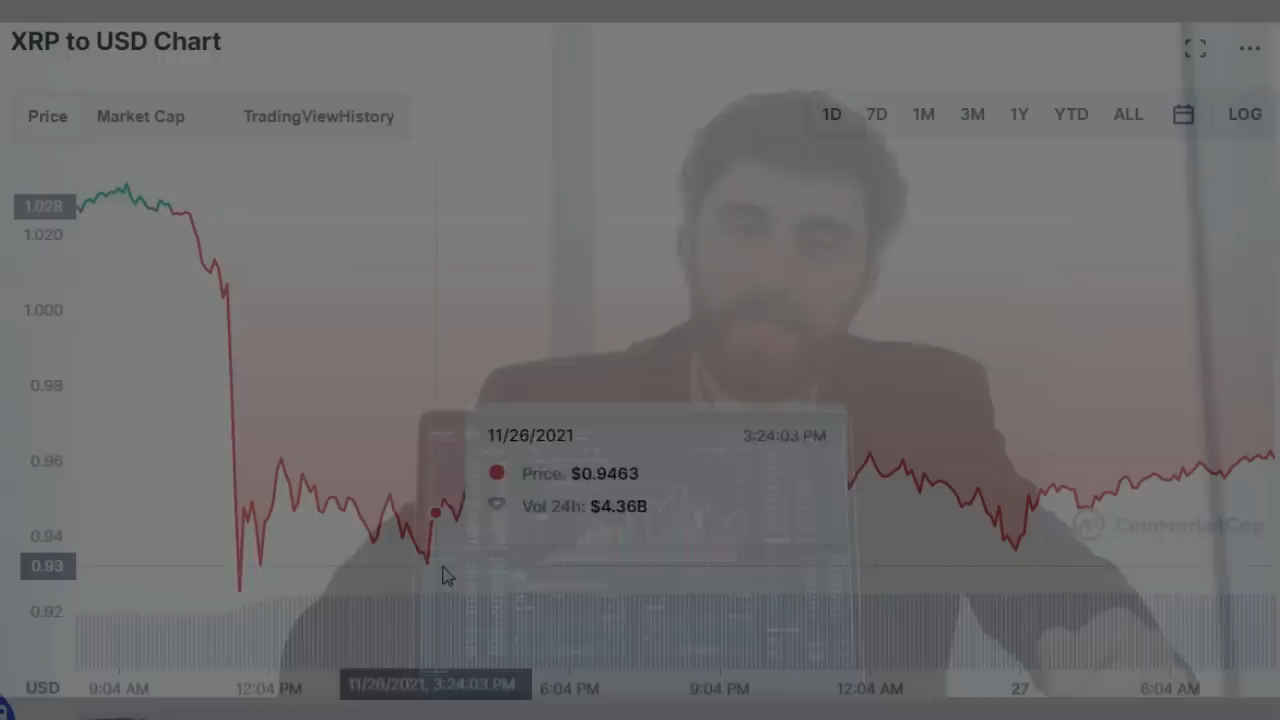 XRP to USD Chart
Price Market Cap TradingViewHistory
1D 7D 1M 3M 1Y YTD ALL LOG
1.028
1.020
1.000
0.98
0.96
0.94
0.93
0.92
11/26/2021 3:24:03 PM
Price: $0.9463
Vol 24h: $4.36B
CoinMarketCap
USD 9:04 AM 12:04 PM 11/26/2021, 3:24:03 PM 6:04 PM 9:04 PM 12:04 AM 27 6:04 AM